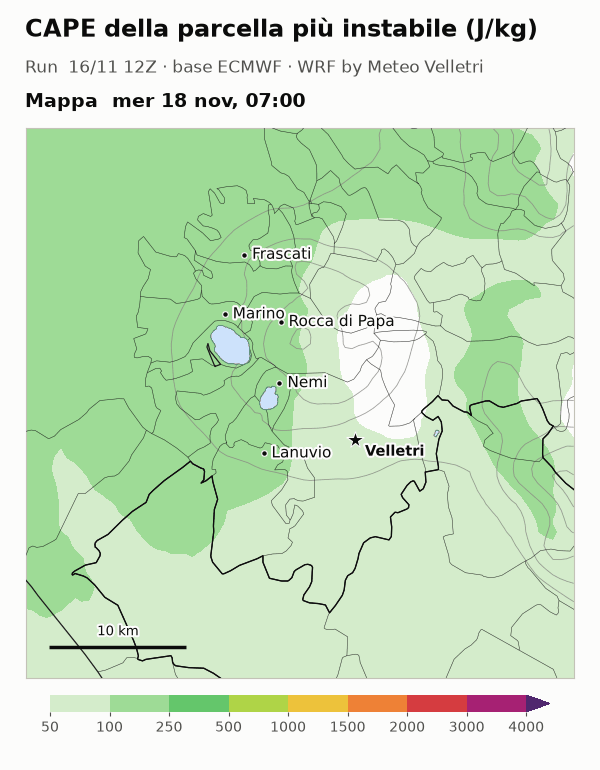 CAPE della parcella più instabile (J/kg)
Run  16/11 12Z · base ECMWF · WRF by Meteo Velletri
Mappa  mer 18 nov, 07:00
Frascati
Marino
Rocca di Papa
Nemi
Velletri
Lanuvio
10 km
50 100 250 500 1000 1500 2000 3000 4000